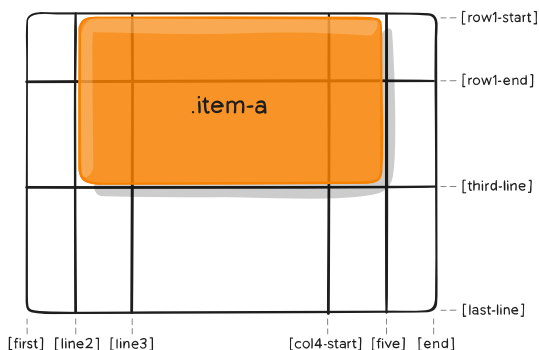 [row1-start]
[row1-end]
.item-a
[third-line]
[last-line]
[first] [line2] [line3] [col4-start] [five] [end]